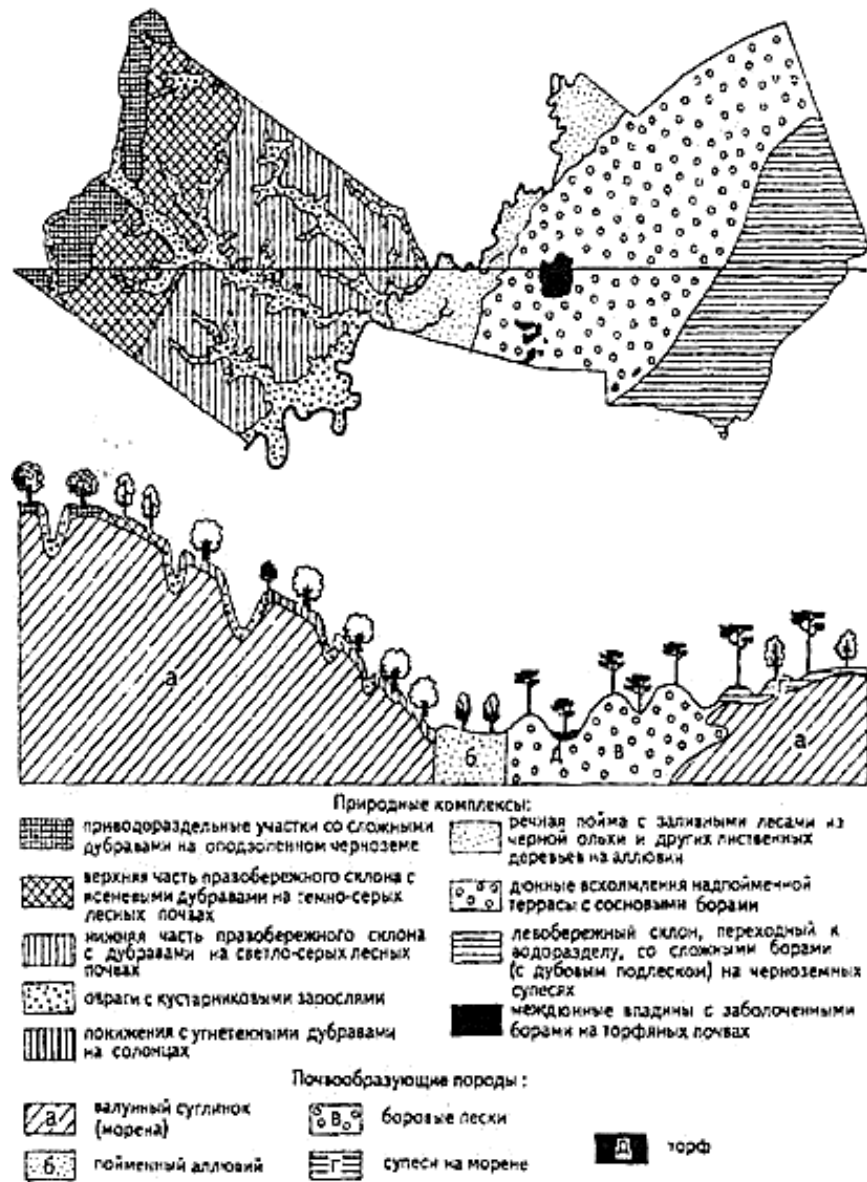 а
б
Д
В
а
Природные комплексы:
приводораздельные участки со сложными
дубравами на оподзоленном черноземе
верхняя часть правобережного склона с
ясеневыми дубравами на темно-серых
лесных почвах
нижняя часть правобережного склона
с дубравами на светло-серых лесных
почвах
овраги с кустарниковыми зарослями
понижения с угнетенными дубравами
на солонцах
речная пойма с заливными лесами из
черной ольхи и других лиственных
деревьев на аллювии
дюнные всхолмления надпойменной
террасы с сосновыми борами
левобережный склон, переходный к
водоразделу, со сложными борами
(с дубовым подлеском) на черноземных
супесях
междюнные впадины с заболоченными
борами на торфяных почвах
Почвообразующие породы:
а валунный суглинок
(морена)
б пойменный аллювий
В боровые пески
Г супеси на морене
Д торф